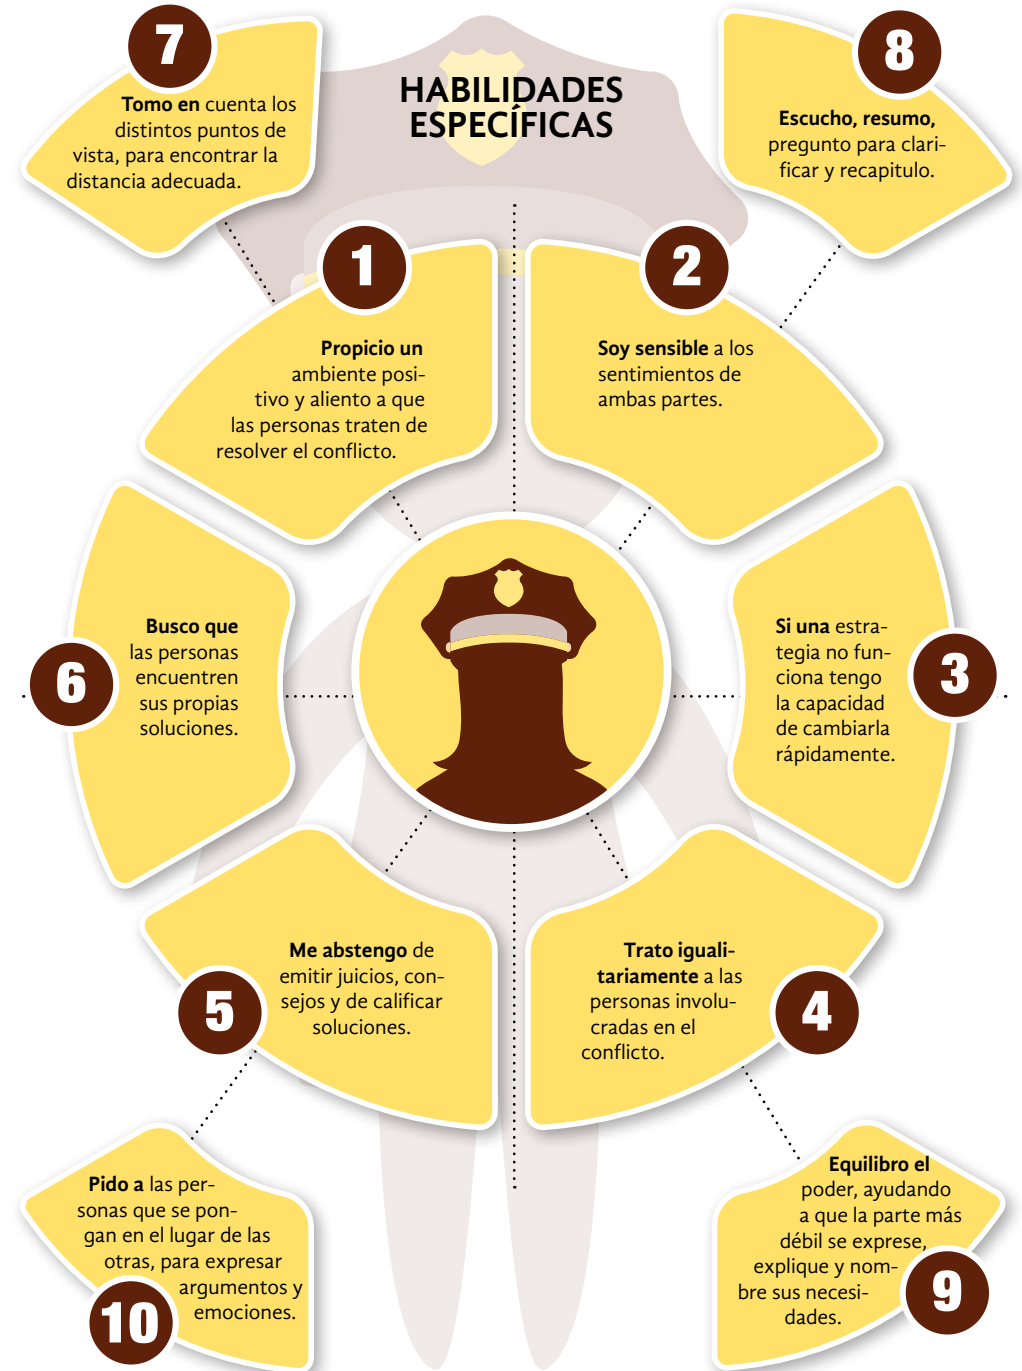 HABILIDADES
ESPECÍFICAS
1
Propicio un
ambiente posi-
tivo y aliento a que
las personas traten de
resolver el conflicto.
2
Soy sensible a los
sentimientos de
ambas partes.
3
Si una estra-
tegia no fun-
ciona tengo
la capacidad
de cambiarla
rápidamente.
4
Trato iguali-
tariamente a las
personas involu-
cradas en el
conflicto.
5
Me abstengo de
emitir juicios, con-
sejos y de calificar
soluciones.
6
Busco que
las personas
encuentren
sus propias
soluciones.
7
Tomo en cuenta los
distintos puntos de
vista, para encontrar la
distancia adecuada.
8
Escucho, resumo,
pregunto para clari-
ficar y recapitulo.
9
Equilibro el
poder, ayudando
a que la parte más
débil se exprese,
explique y nom-
bre sus necesi-
dades.
10
Pido a las per-
sonas que se pon-
gan en el lugar de las
otras, para expresar
argumentos y
emociones.